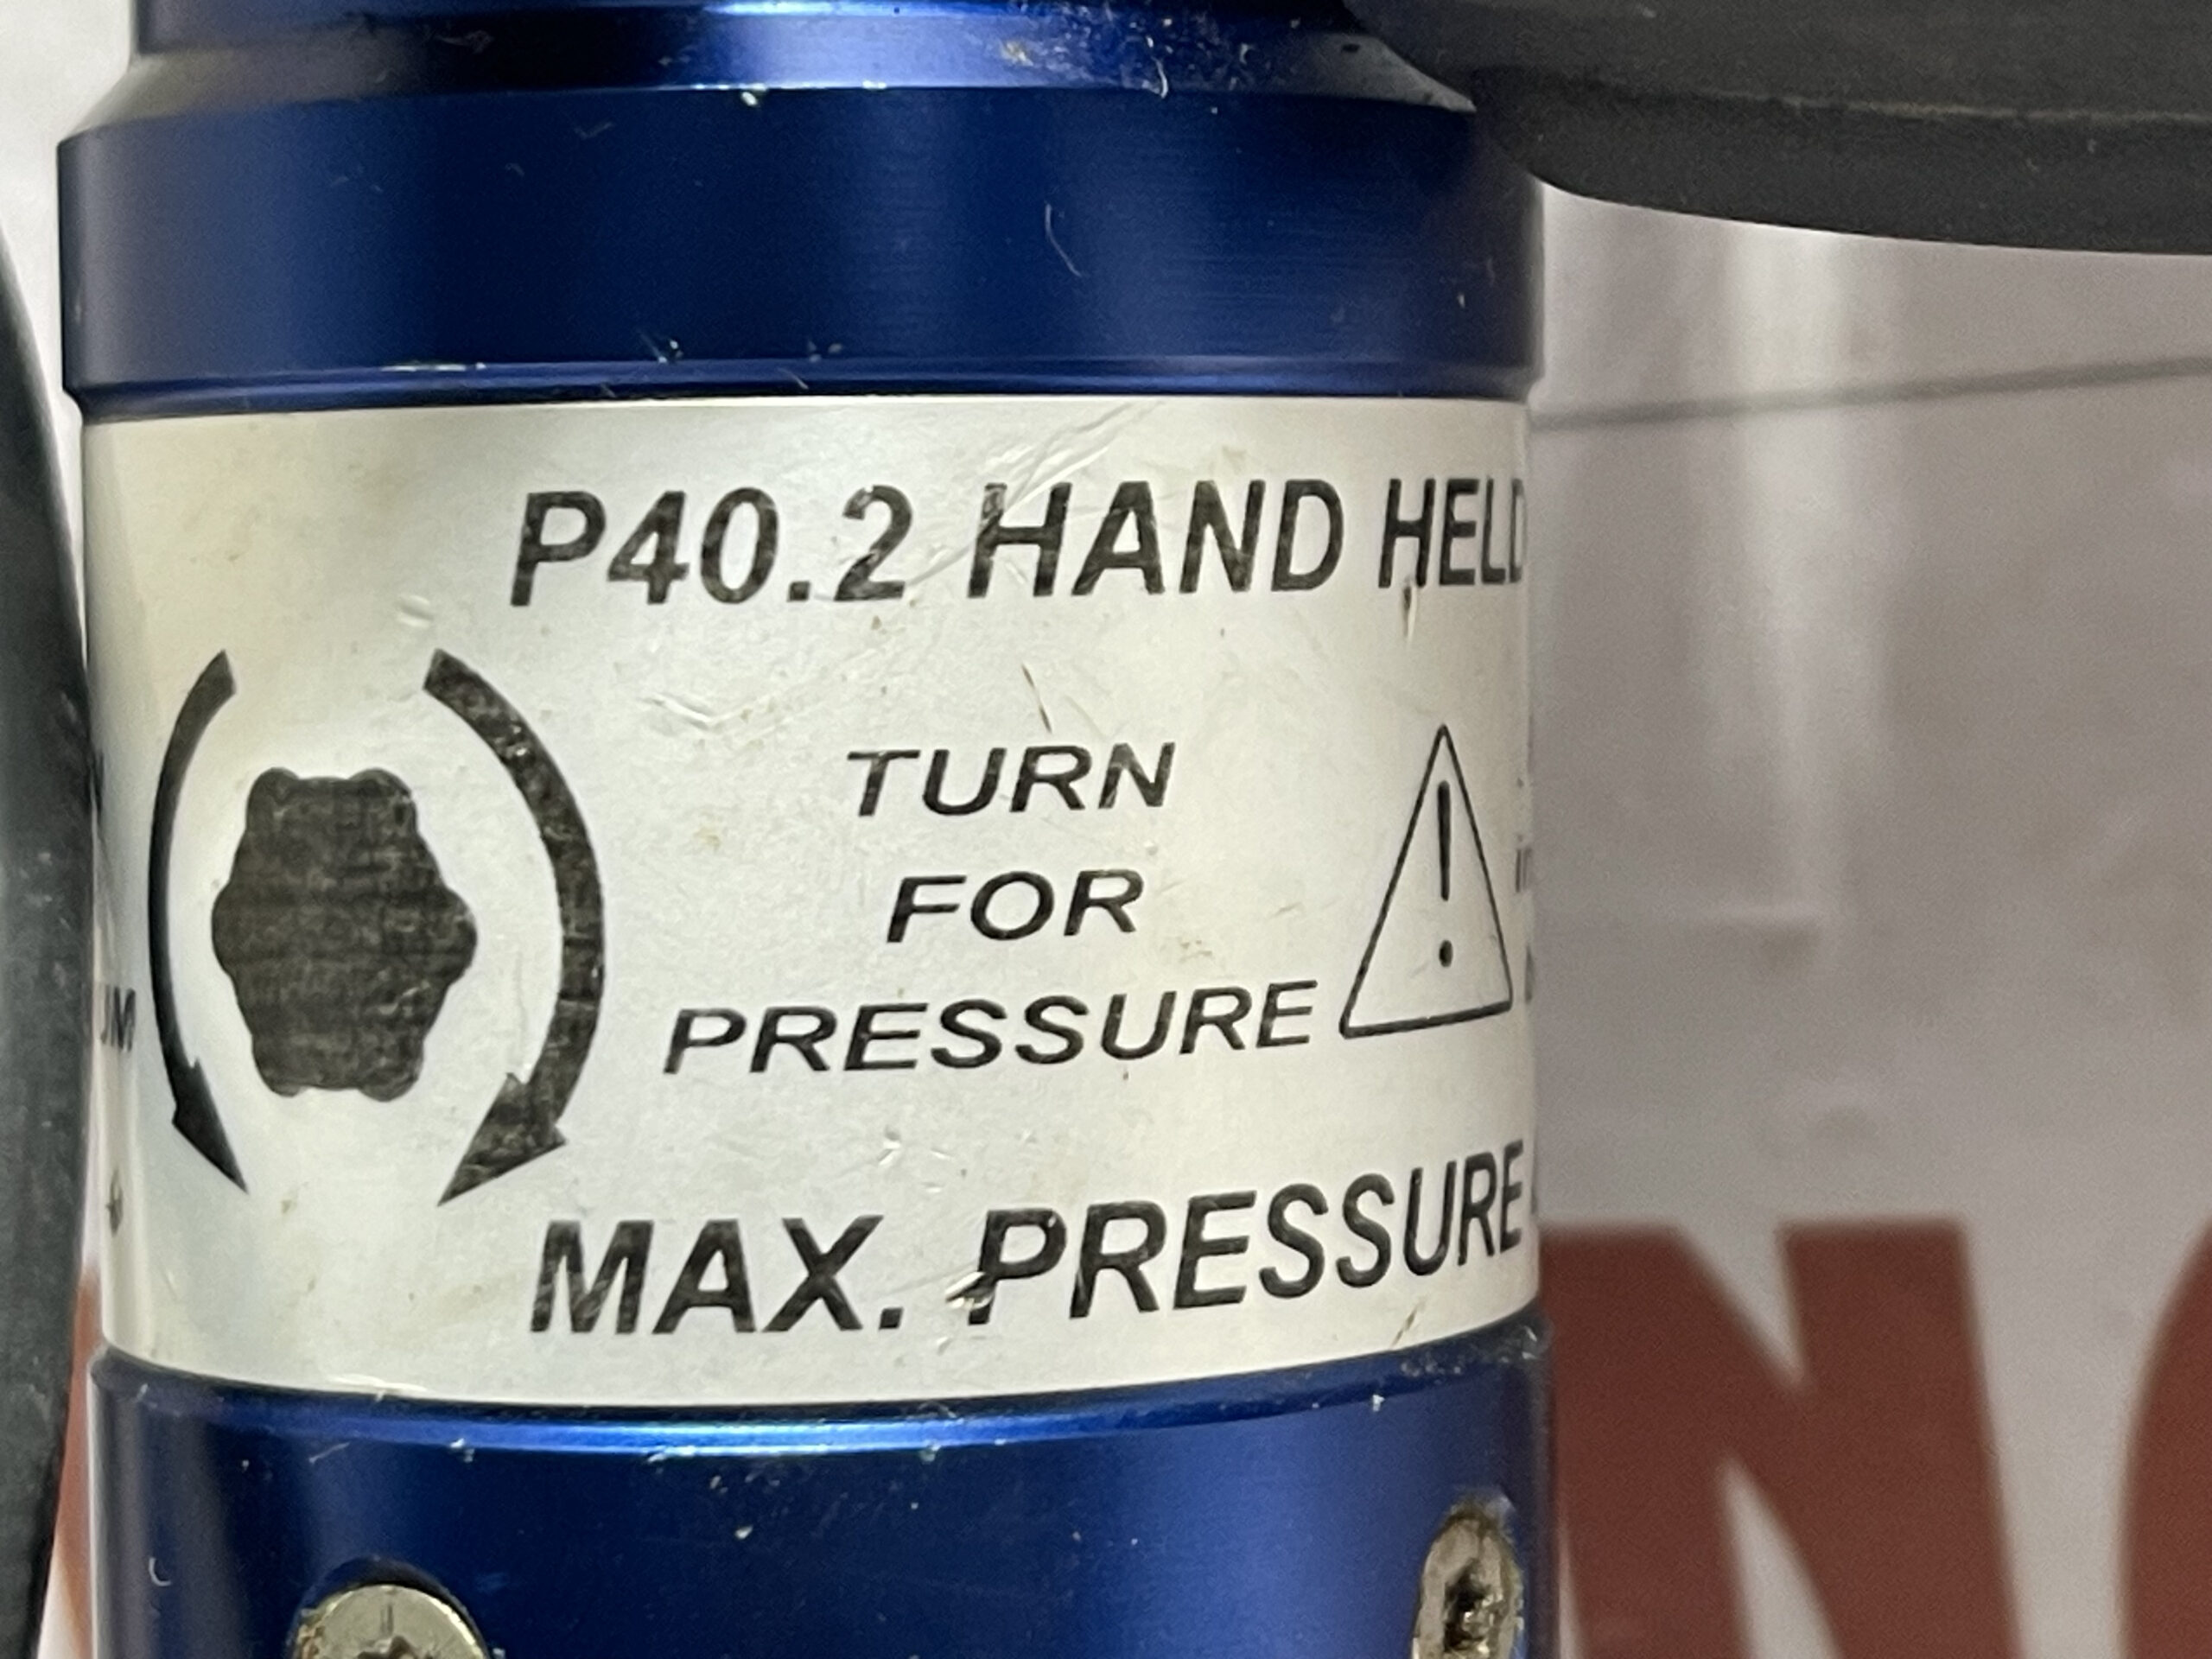 P40.2 HAND HELD
TURN
FOR
PRESSURE
MAX. PRESSURE